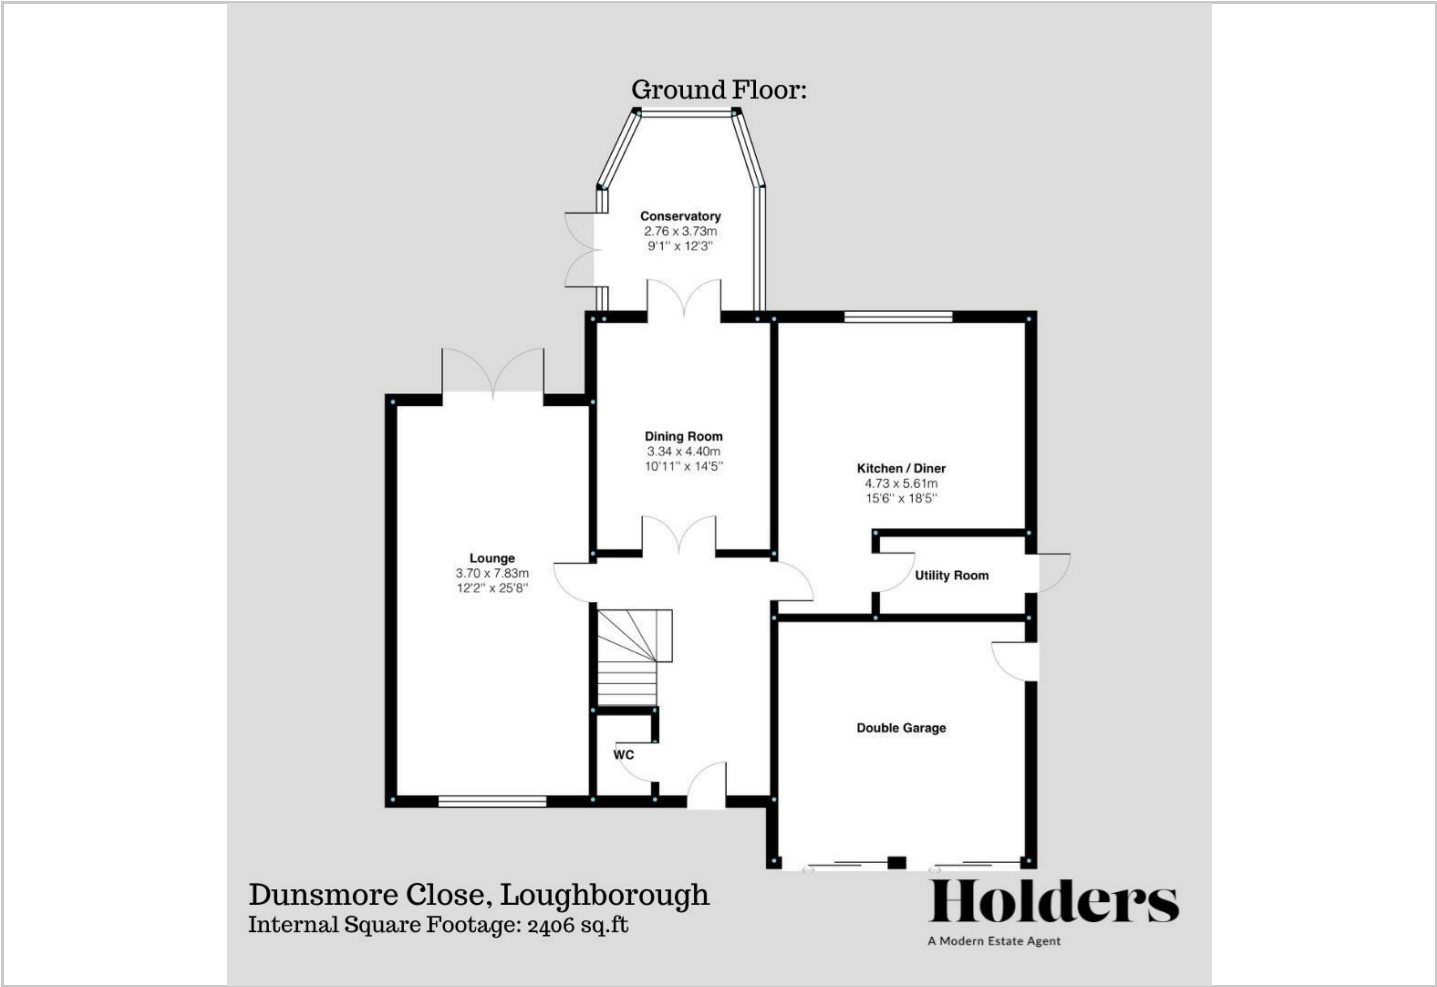 Ground Floor:
Conservatory
2.76 x 3.73m
9'1" x 12'3"
Dining Room
3.34 x 4.40m
10'11" x 14'5"
Kitchen / Diner
4.73 x 5.61m
15'6" x 18'5"
Lounge
3.70 x 7.83m
12'2" x 25'8"
Utility Room
WC
Double Garage
Dunsmore Close, Loughborough
Internal Square Footage: 2406 sq.ft
Holders
A Modern Estate Agent